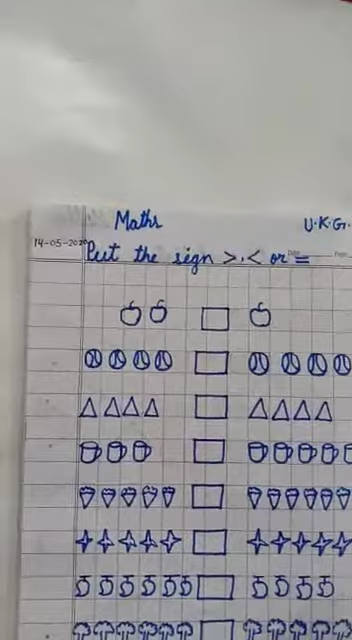 Maths
U.K.G.
14-05-2020
Put the sign >, < or =